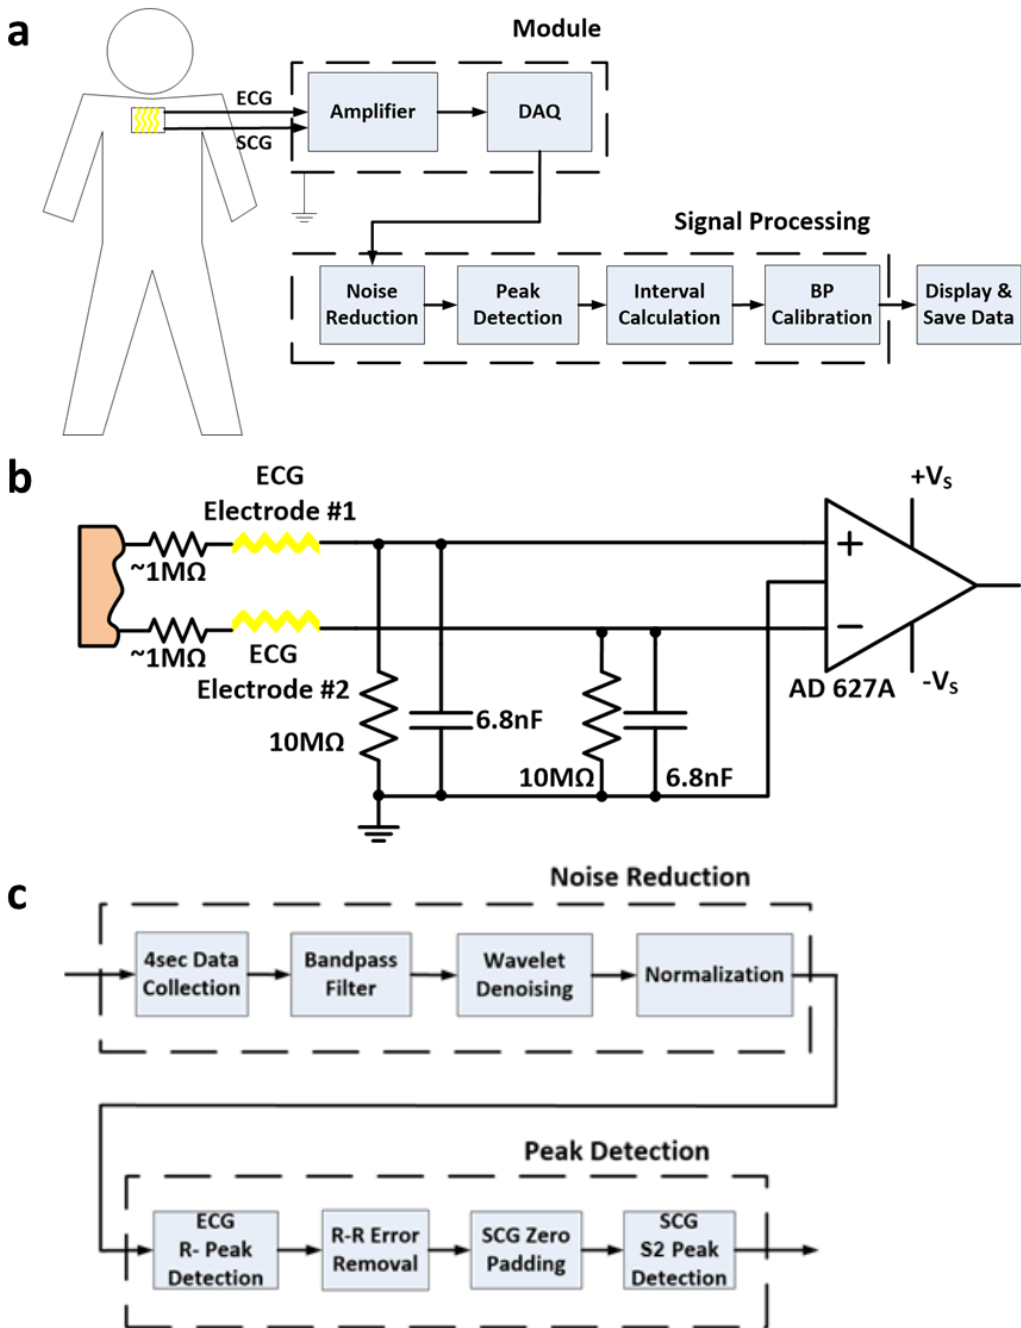 a
Module
ECG
SCG
Amplifier
DAQ
Signal Processing
Noise
Reduction
Peak
Detection
Interval
Calculation
BP
Calibration
Display &
Save Data
b
ECG
Electrode #1
~1MΩ
~1MΩ
ECG
Electrode #2
10MΩ
6.8nF
10MΩ
6.8nF
+VS
+
−
AD 627A
-VS
c
Noise Reduction
4sec Data
Collection
Bandpass
Filter
Wavelet
Denoising
Normalization
Peak Detection
ECG
R- Peak
Detection
R-R Error
Removal
SCG Zero
Padding
SCG
S2 Peak
Detection